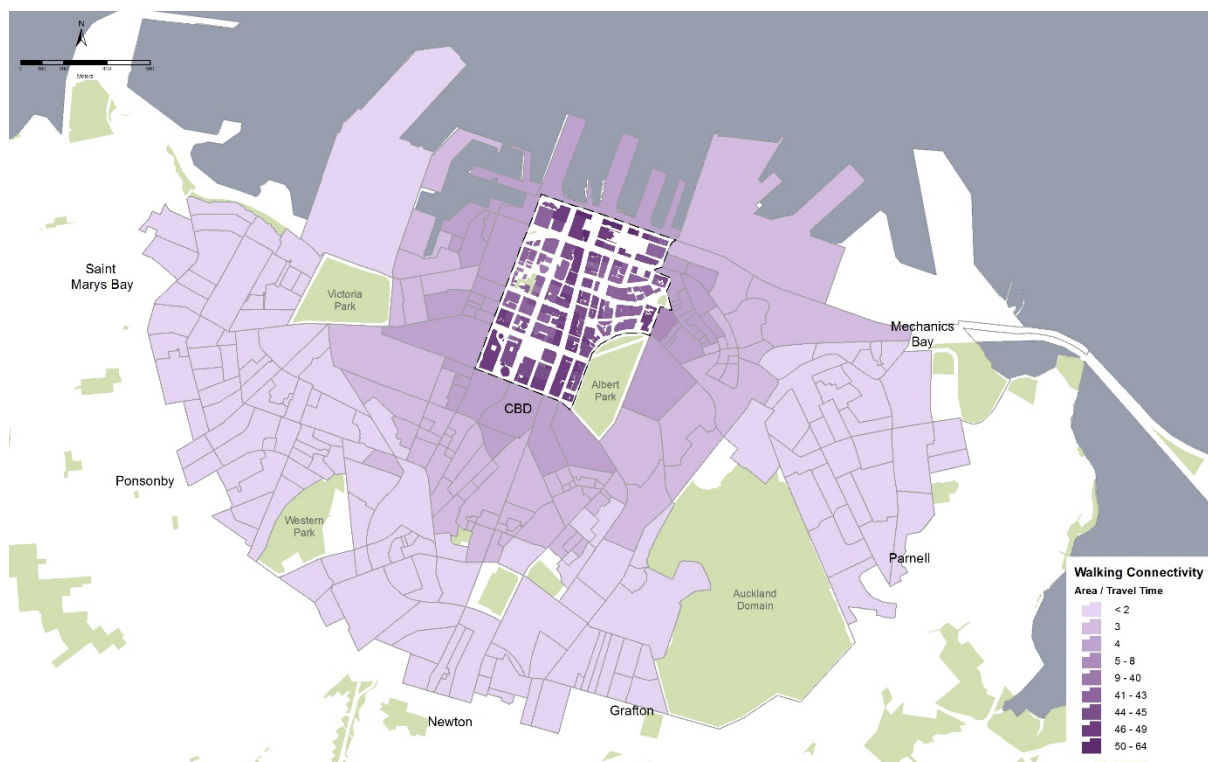 N
Meters
Saint
Marys Bay
Victoria
Park
Mechanics
Bay
Albert
Park
CBD
Ponsonby
Western
Park
Parnell
Auckland
Domain
Newton
Grafton
Walking Connectivity
Area / Travel Time
< 2
3
4
5 - 8
9 - 40
41 - 43
44 - 45
46 - 49
50 - 64